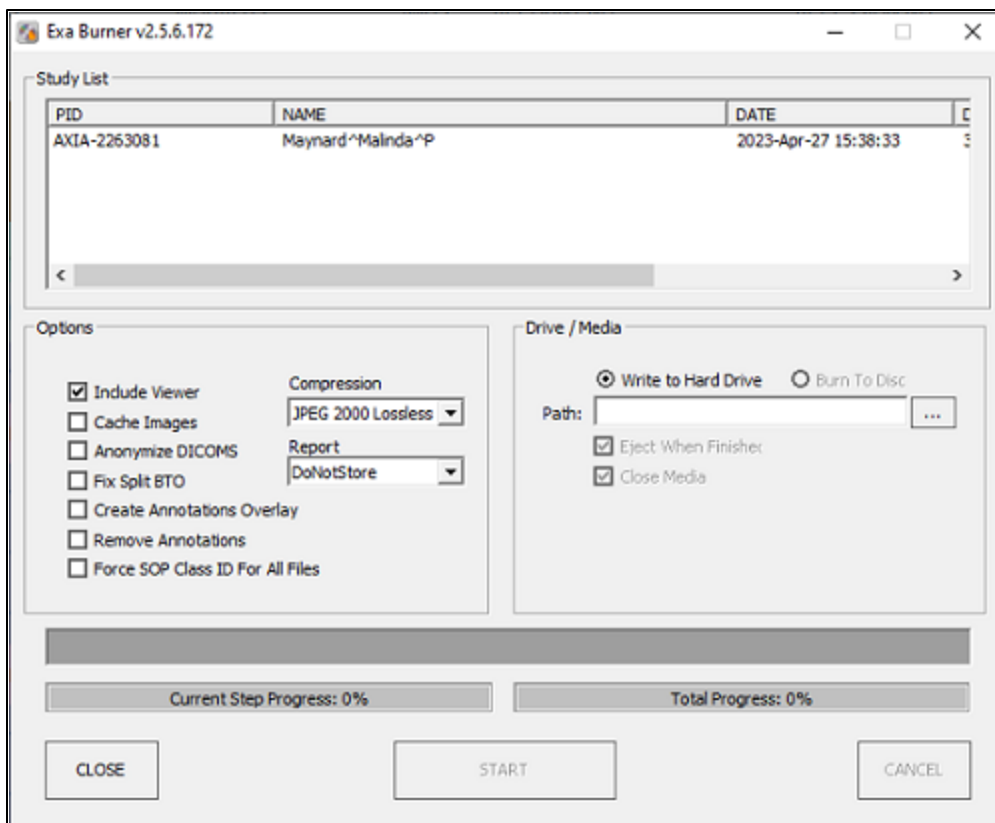 Exa Burner v2.5.6.172
Study List
PID NAME DATE
AXIA-2263081 Maynard^Malinda^P 2023-Apr-27 15:38:33
Options
Include Viewer
Cache Images
Anonymize DICOMS
Fix Split BTO
Create Annotations Overlay
Remove Annotations
Force SOP Class ID For All Files
Compression
JPEG 2000 Lossless
Report
DoNotStore
Drive / Media
Write to Hard Drive Burn To Disc
Path: ...
Eject When Finished
Close Media
Current Step Progress: 0% Total Progress: 0%
CLOSE START CANCEL